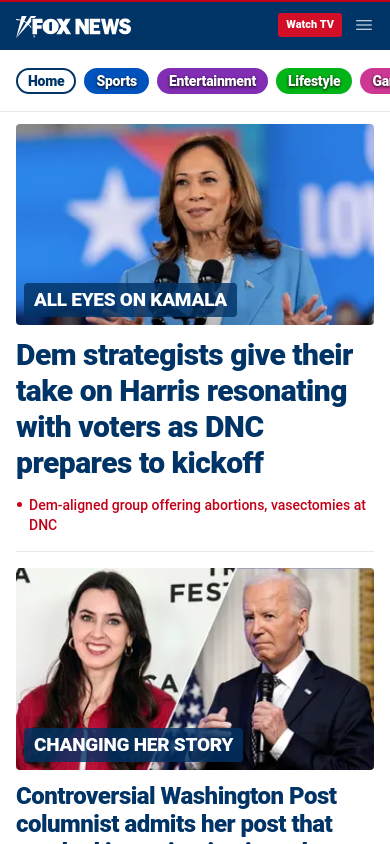 FOX NEWS
Watch TV
Home
Sports
Entertainment
Lifestyle
LO
ALL EYES ON KAMALA
Dem strategists give their
take on Harris resonating
with voters as DNC
prepares to kickoff
Dem-aligned group offering abortions, vasectomies at
DNC
FEST
CA
CHANGING HER STORY
Controversial Washington Post
columnist admits her post that